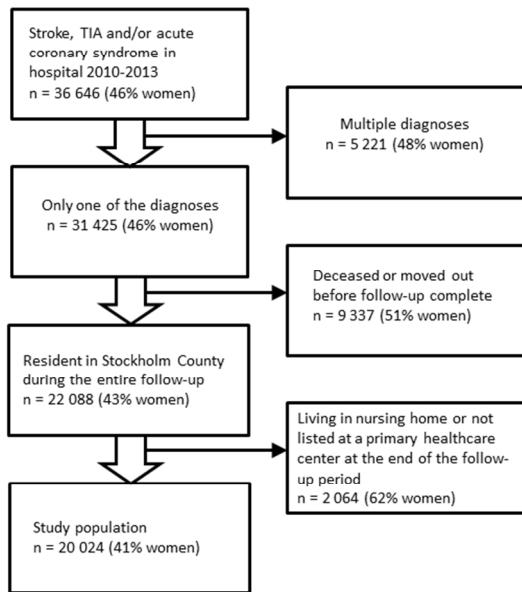 Stroke, TIA and/or acute
coronary syndrome in
hospital 2010-2013
n = 36 646 (46% women)
Multiple diagnoses
n = 5 221 (48% women)
Only one of the diagnoses
n = 31 425 (46% women)
Deceased or moved out
before follow-up complete
n = 9 337 (51% women)
Resident in Stockholm County
during the entire follow-up
n = 22 088 (43% women)
Living in nursing home or not
listed at a primary healthcare
center at the end of the follow-
up period
n = 2 064 (62% women)
Study population
n = 20 024 (41% women)